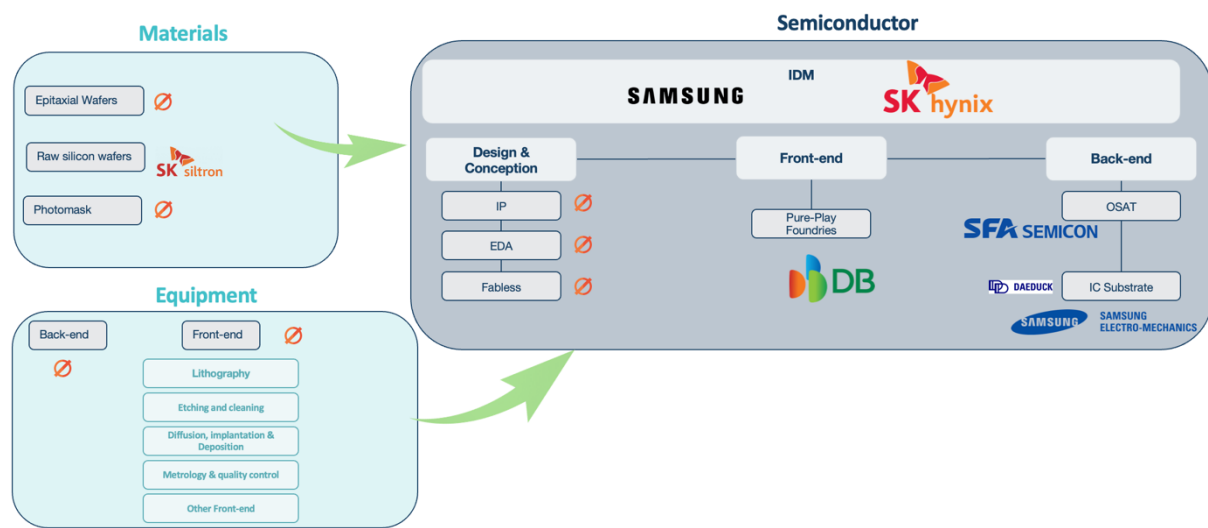 Materials
Epitaxial Wafers
Raw silicon wafers
SK siltron
Photomask
Equipment
Back-end
Front-end
Lithography
Etching and cleaning
Diffusion, implantation &
Deposition
Metrology & quality control
Other Front-end
Semiconductor
IDM
SAMSUNG
SK hynix
Design &
Conception
IP
EDA
Fabless
Front-end
Pure-Play
Foundries
DB
Back-end
OSAT
SFA SEMICON
DAEDUCK
IC Substrate
SAMSUNG
SAMSUNG
ELECTRO-MECHANICS